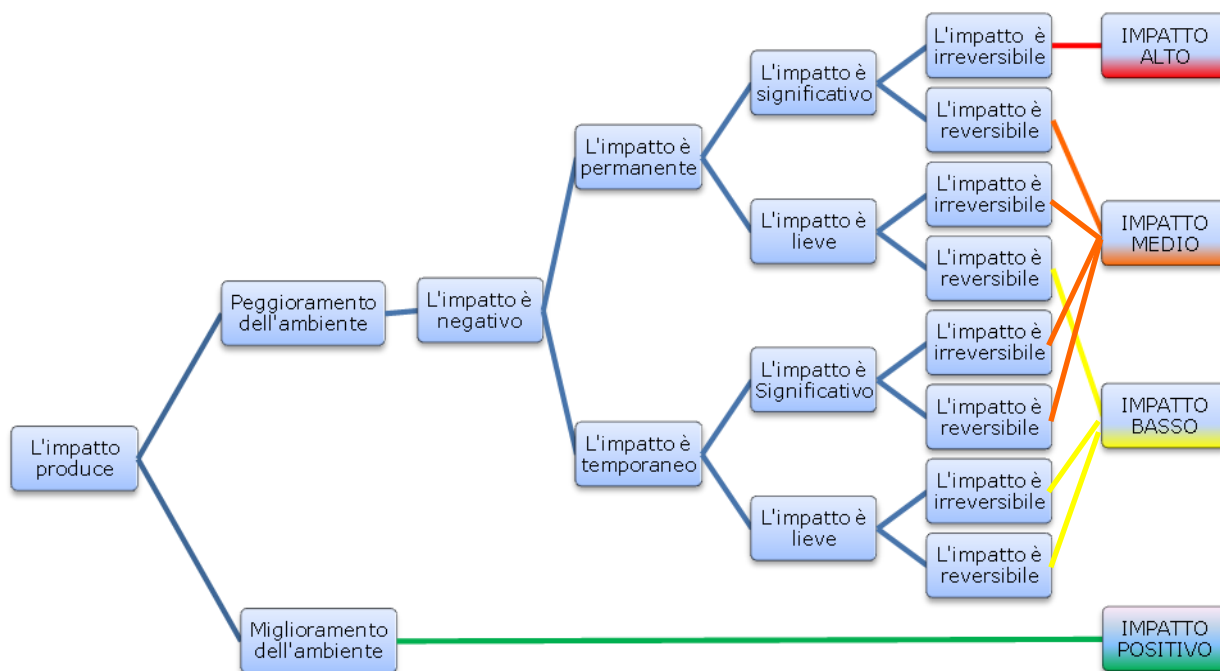 L'impatto
produce
Peggioramento
dell'ambiente
L'impatto è
negativo
L'impatto è
permanente
L'impatto è
significativo
L'impatto è
irreversibile
IMPATTO
ALTO
L'impatto è
reversibile
L'impatto è
lieve
L'impatto è
irreversibile
IMPATTO
MEDIO
L'impatto è
reversibile
L'impatto è
temporaneo
L'impatto è
Significativo
L'impatto è
irreversibile
L'impatto è
reversibile
IMPATTO
BASSO
L'impatto è
lieve
L'impatto è
irreversibile
L'impatto è
reversibile
Miglioramento
dell'ambiente
IMPATTO
POSITIVO